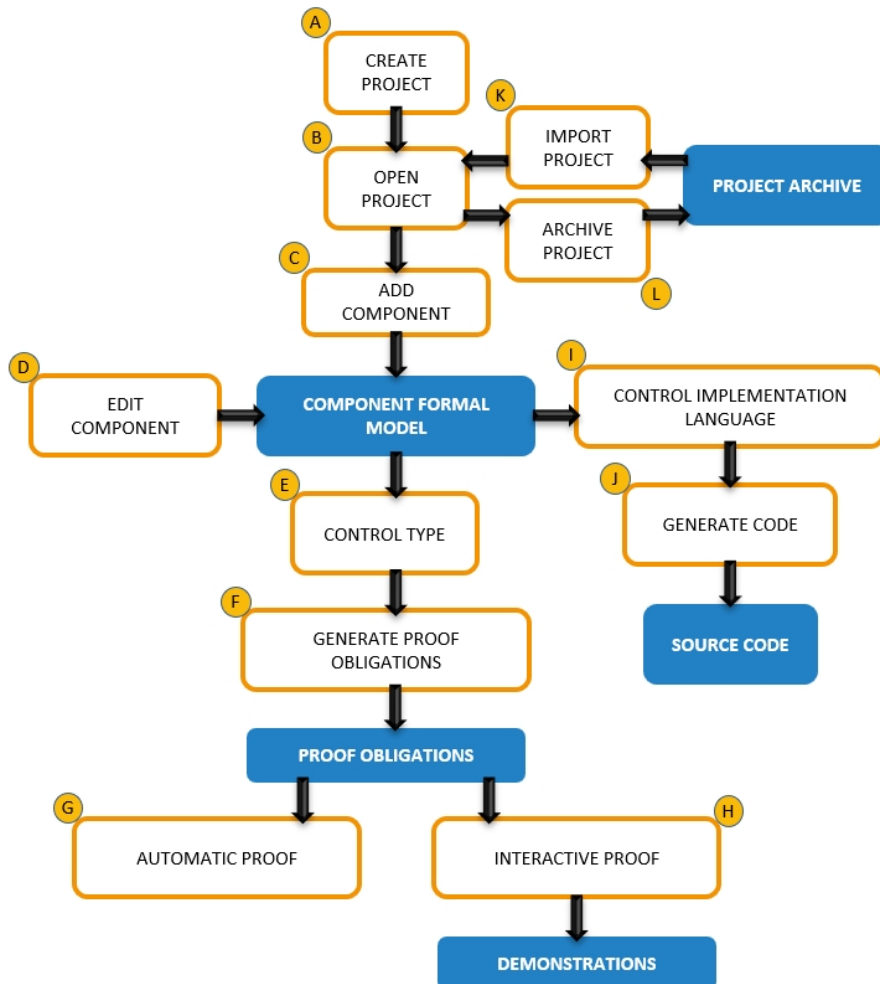 A
CREATE
PROJECT
K
IMPORT
PROJECT
B
OPEN
PROJECT
PROJECT ARCHIVE
ARCHIVE
PROJECT
L
C
ADD
COMPONENT
D
EDIT
COMPONENT
COMPONENT FORMAL
MODEL
I
CONTROL IMPLEMENTATION
LANGUAGE
E
CONTROL TYPE
J
GENERATE CODE
F
GENERATE PROOF
OBLIGATIONS
SOURCE CODE
PROOF OBLIGATIONS
G
AUTOMATIC PROOF
H
INTERACTIVE PROOF
DEMONSTRATIONS